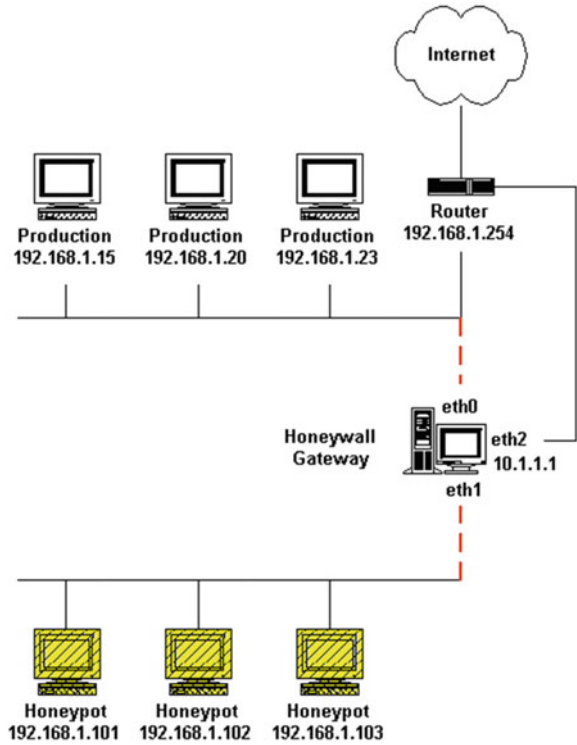 Internet
Router
192.168.1.254
Production
192.168.1.15
Production
192.168.1.20
Production
192.168.1.23
eth0
Honeywall
Gateway
eth2
10.1.1.1
eth1
Honeypot
192.168.1.101
Honeypot
192.168.1.102
Honeypot
192.168.1.103